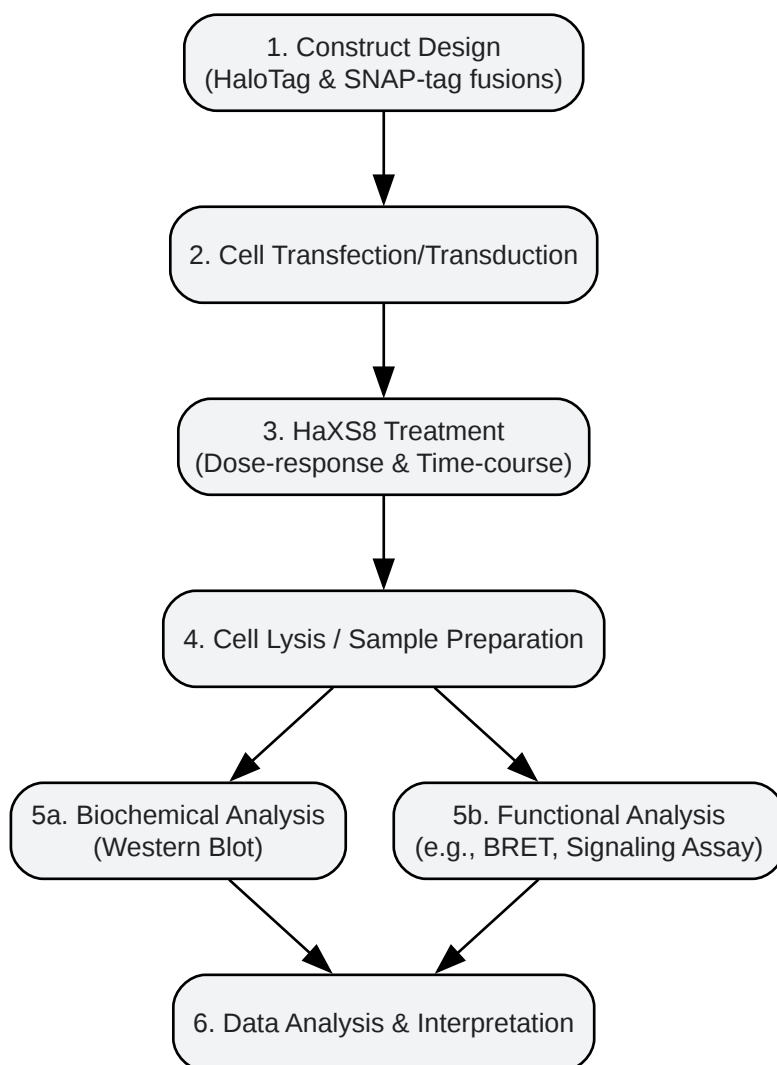 1. Construct Design
(HaloTag & SNAP-tag fusions)
2. Cell Transfection/Transduction
3. HaXS8 Treatment
(Dose-response & Time-course)
4. Cell Lysis / Sample Preparation
5a. Biochemical Analysis
(Western Blot)
5b. Functional Analysis
(e.g., BRET, Signaling Assay)
6. Data Analysis & Interpretation